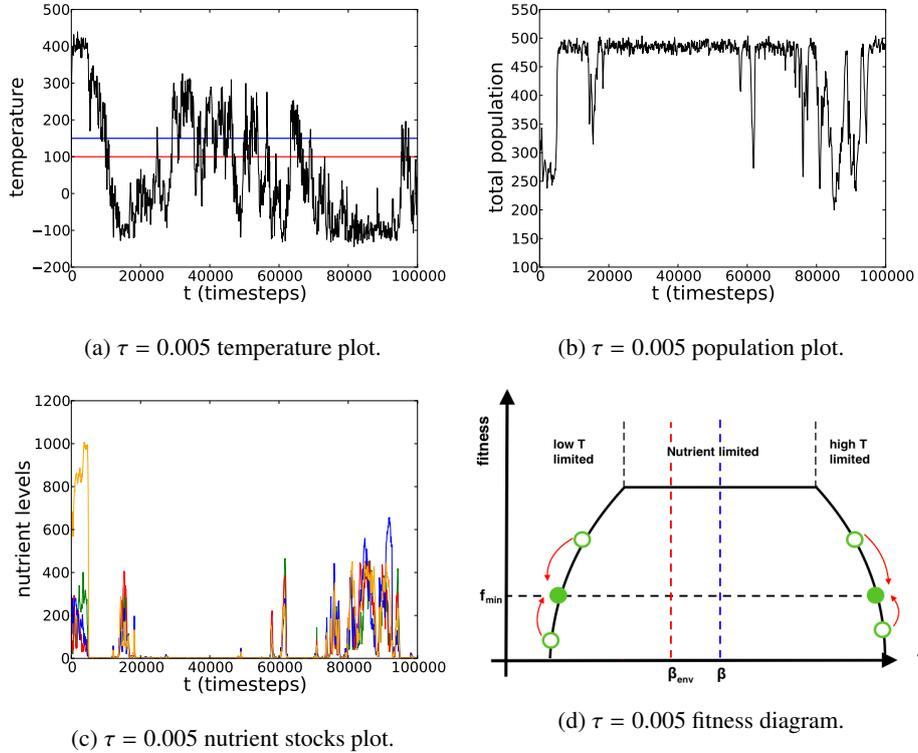 500
400
300
200
100
0
−100
−200
0
20000
40000
60000
80000
100000
temperature
t (timesteps)
(a) τ = 0.005 temperature plot.
550
500
450
400
350
300
250
200
150
100
0
20000
40000
60000
80000
100000
total population
t (timesteps)
(b) τ = 0.005 population plot.
1200
1000
800
600
400
200
0
0
20000
40000
60000
80000
100000
nutrient levels
t (timesteps)
(c) τ = 0.005 nutrient stocks plot.
fitness
low T
limited
Nutrient limited
high T
limited
fmin
βenv
β
(d) τ = 0.005 fitness diagram.